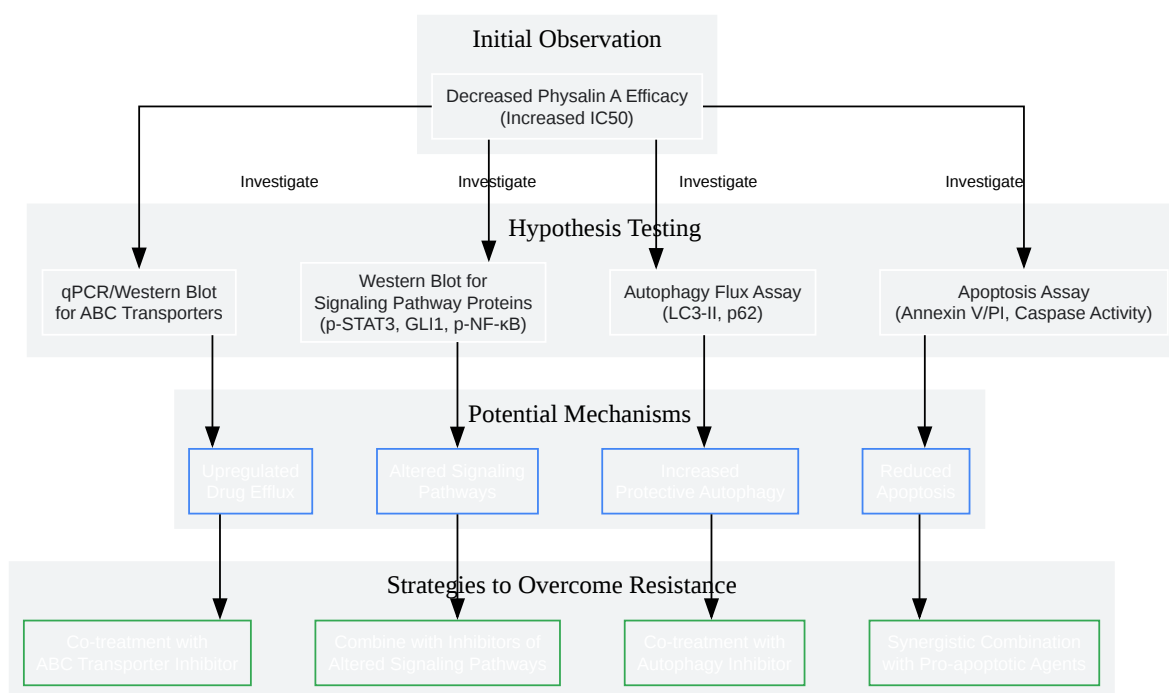 Initial Observation
Decreased Physalin A Efficacy
(Increased IC50)
Investigate
Investigate
Investigate
Investigate
Hypothesis Testing
qPCR/Western Blot
for ABC Transporters
Western Blot for
Signaling Pathway Proteins
(p-STAT3, GLI1, p-NF-κB)
Autophagy Flux Assay
(LC3-II, p62)
Apoptosis Assay
(Annexin V/PI, Caspase Activity)
Potential Mechanisms
Upregulated
Drug Efflux
Altered Signaling
Pathways
Increased
Protective Autophagy
Reduced
Apoptosis
Strategies to Overcome Resistance
Co-treatment with
ABC Transporter Inhibitor
Combine with Inhibitors of
Altered Signaling Pathways
Co-treatment with
Autophagy Inhibitor
Synergistic Combination
with Pro-apoptotic Agents